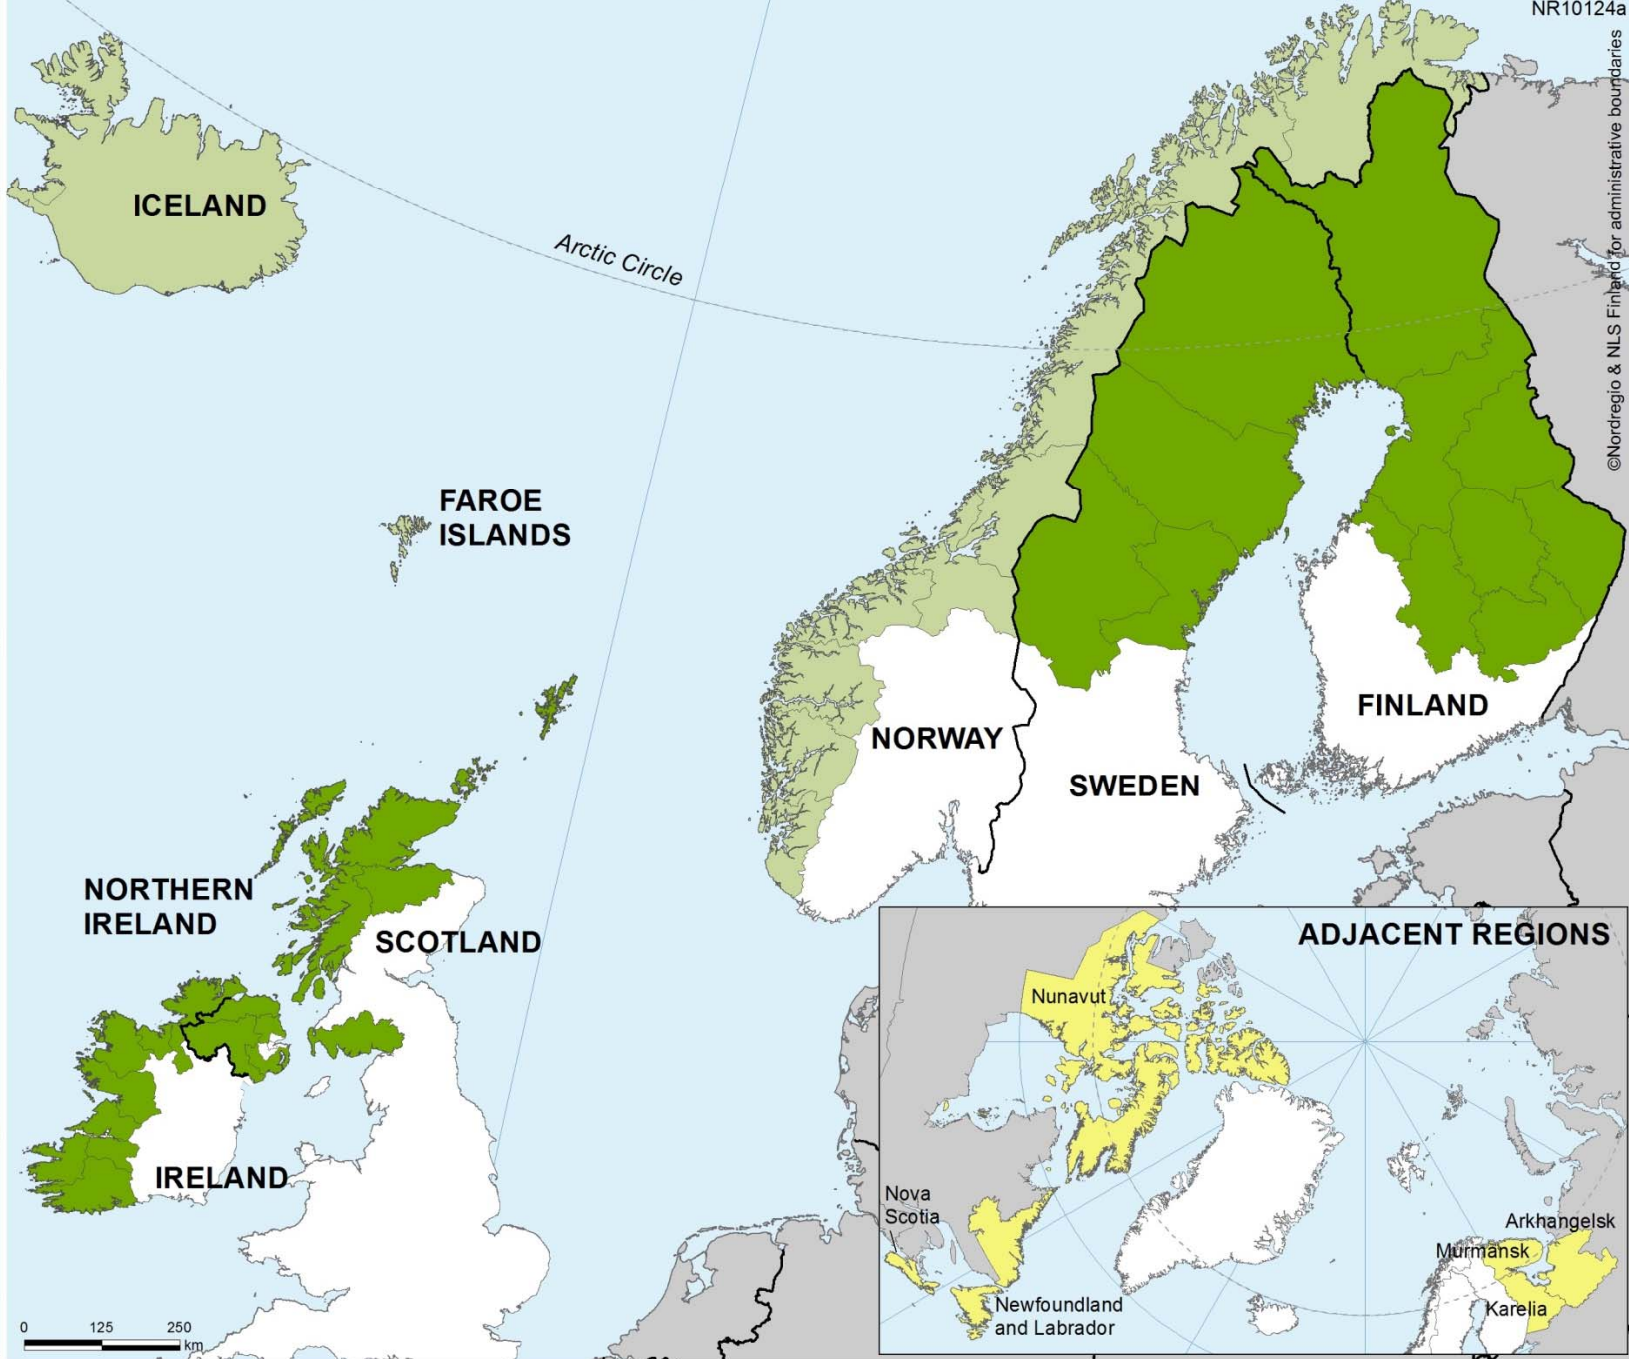 NR10124a
©Nordregio & NLS Finland for administrative boundaries
ICELAND
Arctic Circle
FAROE
ISLANDS
NORWAY
SWEDEN
FINLAND
NORTHERN
IRELAND
SCOTLAND
IRELAND
ADJACENT REGIONS
Nunavut
Nova
Scotia
Newfoundland
and Labrador
Arkhangelsk
Murmansk
Karelia
0 125 250
km